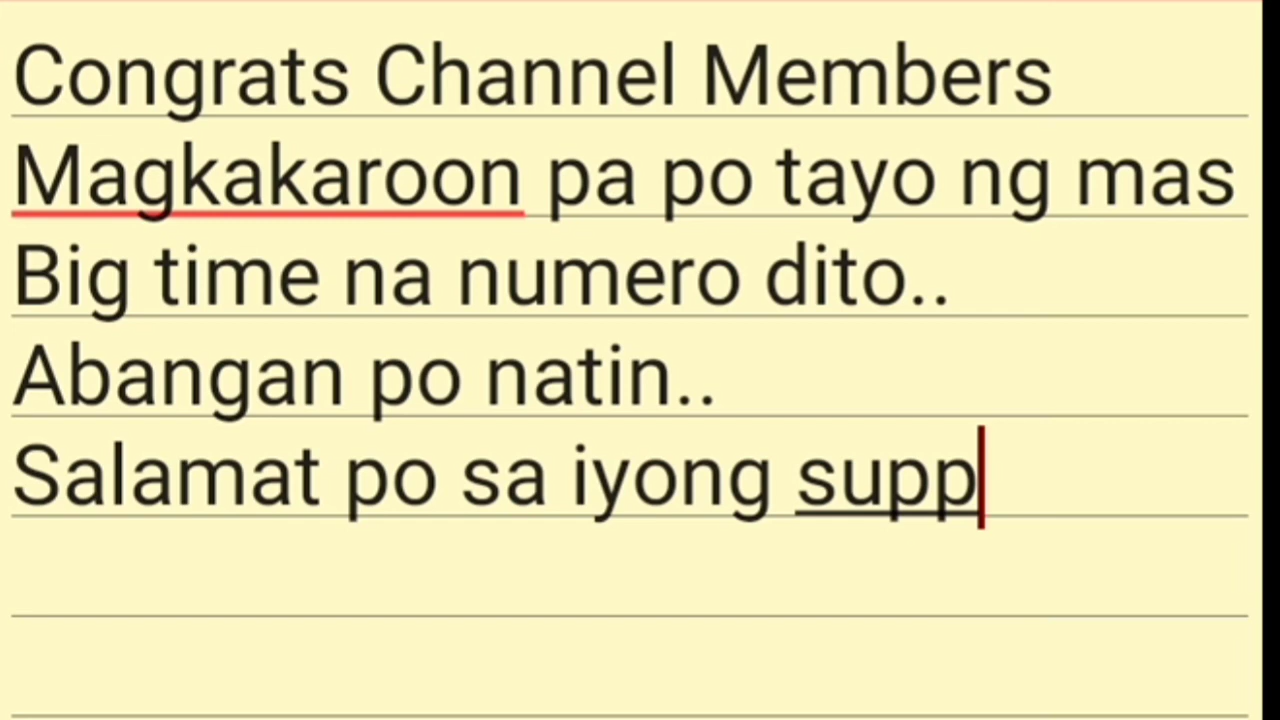 Congrats Channel Members
Magkakaroon pa po tayo ng mas
Big time na numero dito..
Abangan po natin..
Salamat po sa iyong supp